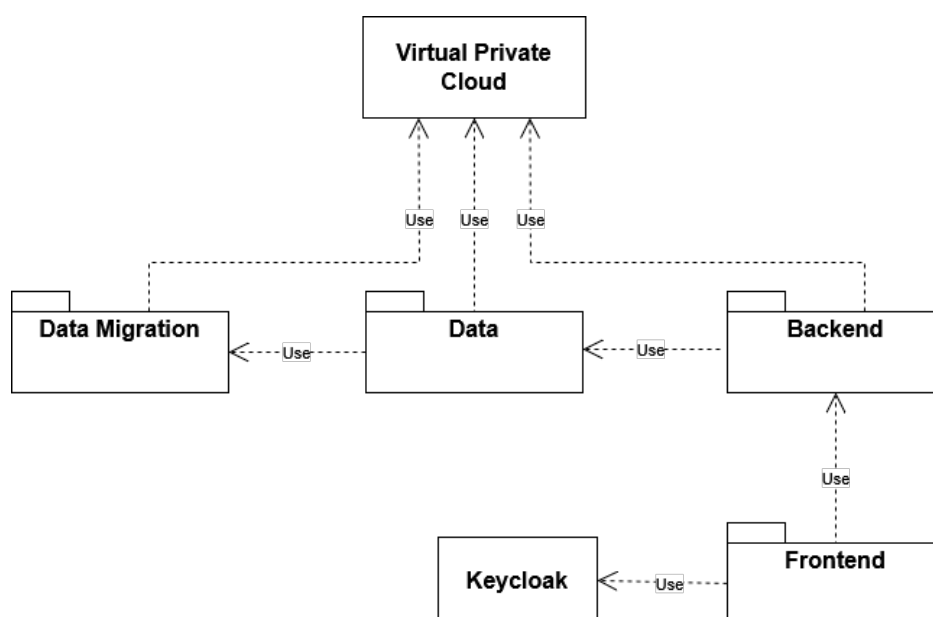 Virtual Private
Cloud
Use
Use
Use
Data Migration
Data
Backend
Use
Use
Use
Keycloak
Use
Frontend